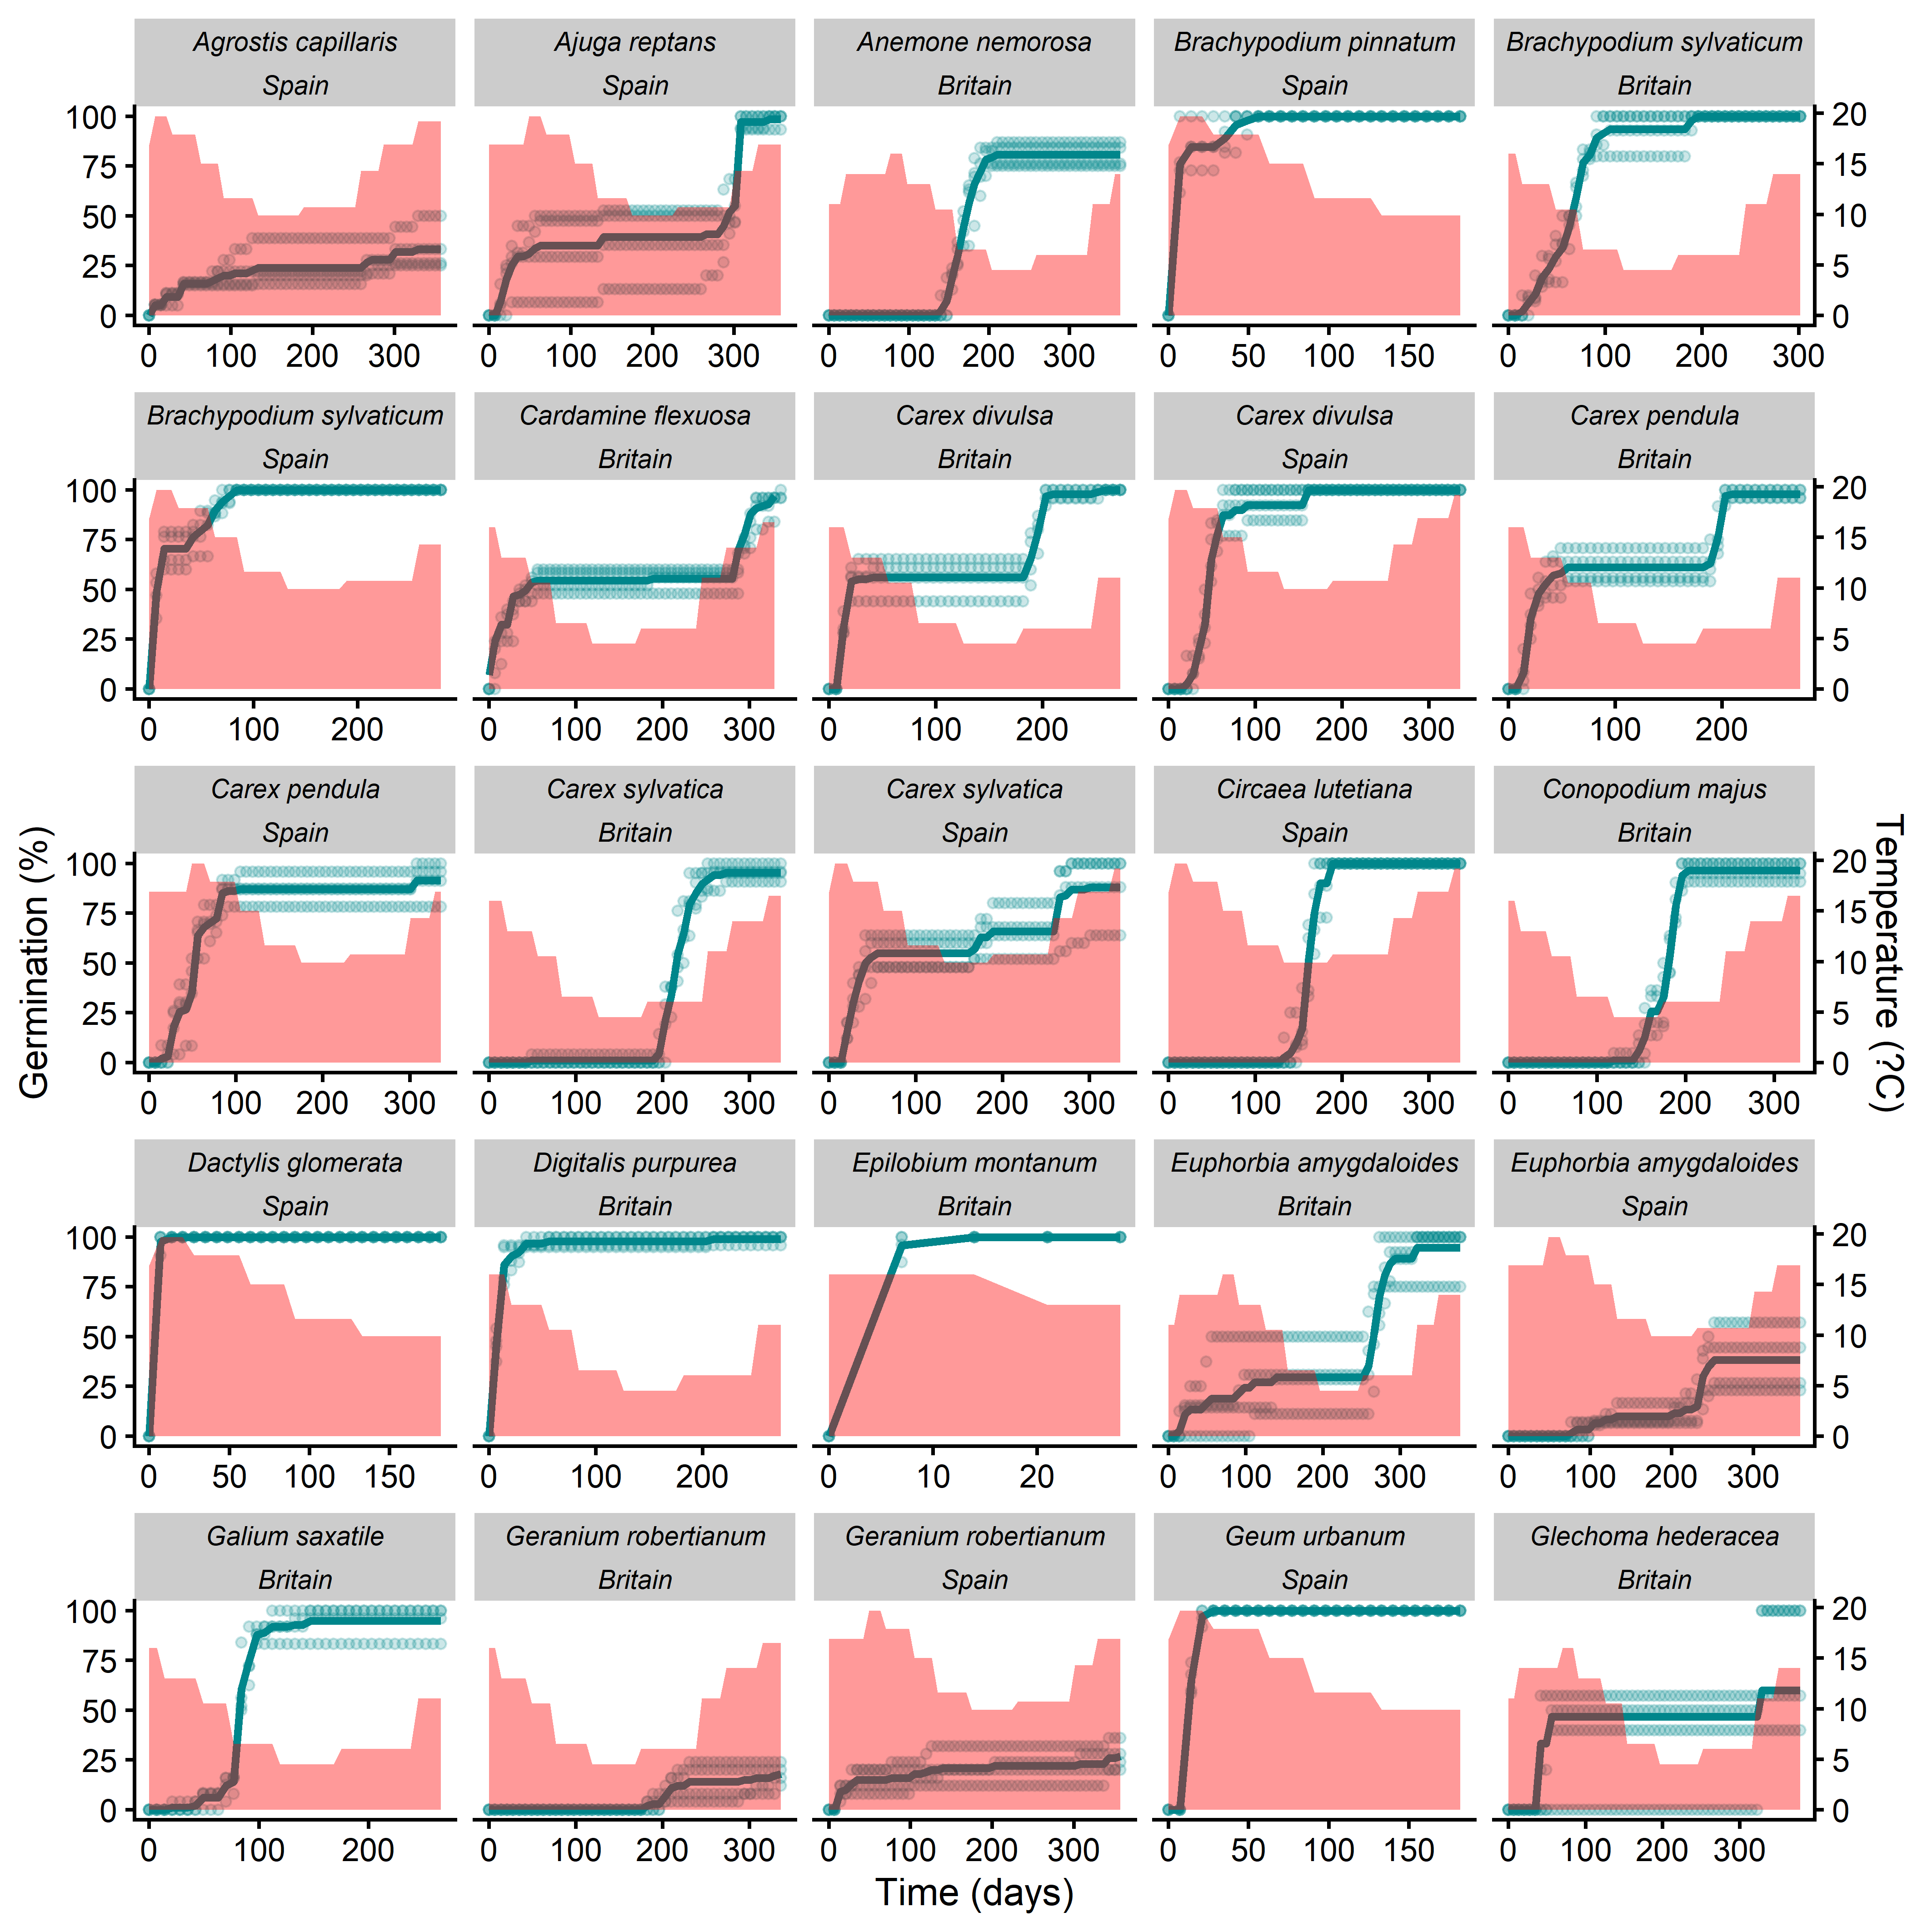 Agrostis capillaris
Spain
Ajuga reptans
Spain
Anemone nemorosa
Britain
Brachypodium pinnatum
Spain
Brachypodium sylvaticum
Britain
100
75
50
25
0
0 100 200 300
0 100 200 300
0 100 200 300
0 50 100 150
0 100 200 300
20
15
10
5
0
Brachypodium sylvaticum
Spain
Cardamine flexuosa
Britain
Carex divulsa
Britain
Carex divulsa
Spain
Carex pendula
Britain
100
75
50
25
0
0 100 200
0 100 200 300
0 100 200
0 100 200 300
0 100 200
20
15
10
5
0
Carex pendula
Spain
Carex sylvatica
Britain
Carex sylvatica
Spain
Circaea lutetiana
Spain
Conopodium majus
Britain
100
75
50
25
0
0 100 200 300
0 100 200 300
0 100 200 300
0 100 200 300
0 100 200 300
20
15
10
5
0
Germination (%)
Temperature (?C)
Dactylis glomerata
Spain
Digitalis purpurea
Britain
Epilobium montanum
Britain
Euphorbia amygdaloides
Britain
Euphorbia amygdaloides
Spain
100
75
50
25
0
0 50 100 150
0 100 200
0 10 20
0 100 200 300
0 100 200 300
20
15
10
5
0
Galium saxatile
Britain
Geranium robertianum
Britain
Geranium robertianum
Spain
Geum urbanum
Spain
Glechoma hederacea
Britain
100
75
50
25
0
0 100 200
0 100 200 300
0 100 200 300
0 50 100 150
0 100 200 300
20
15
10
5
0
Time (days)